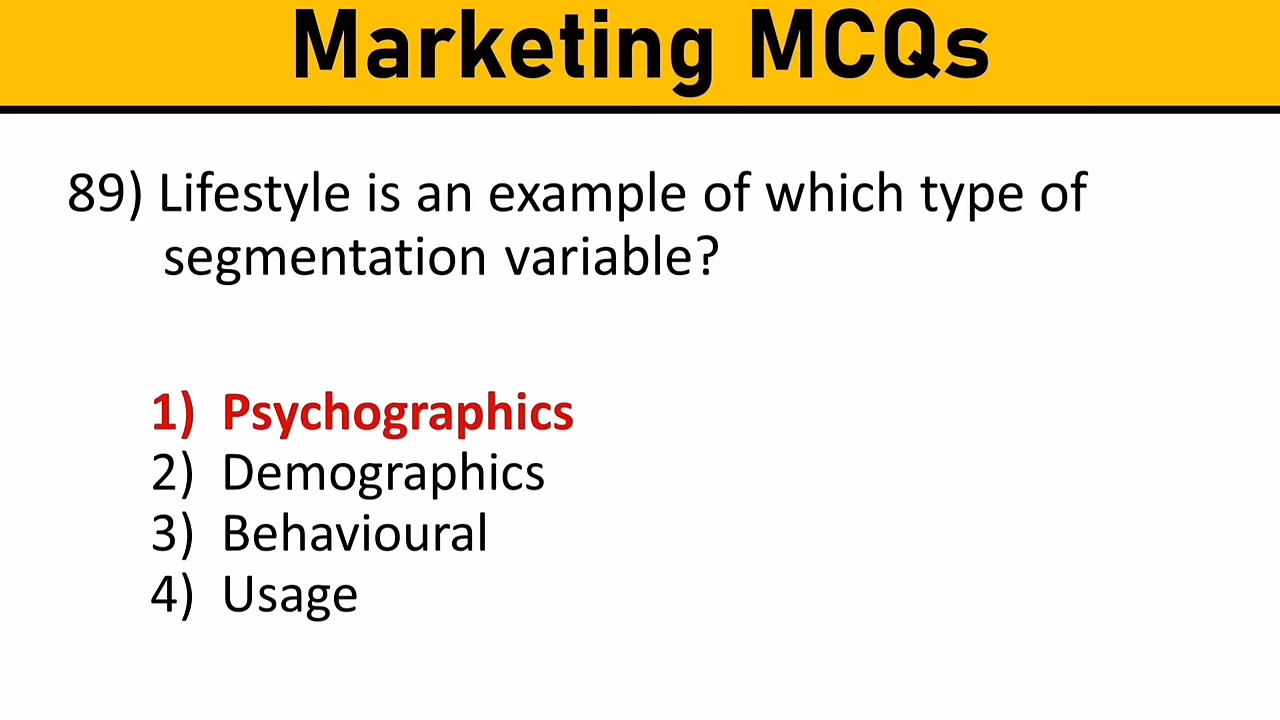 Marketing MCQs
89) Lifestyle is an example of which type of
segmentation variable?
1) Psychographics
2) Demographics
3) Behavioural
4) Usage